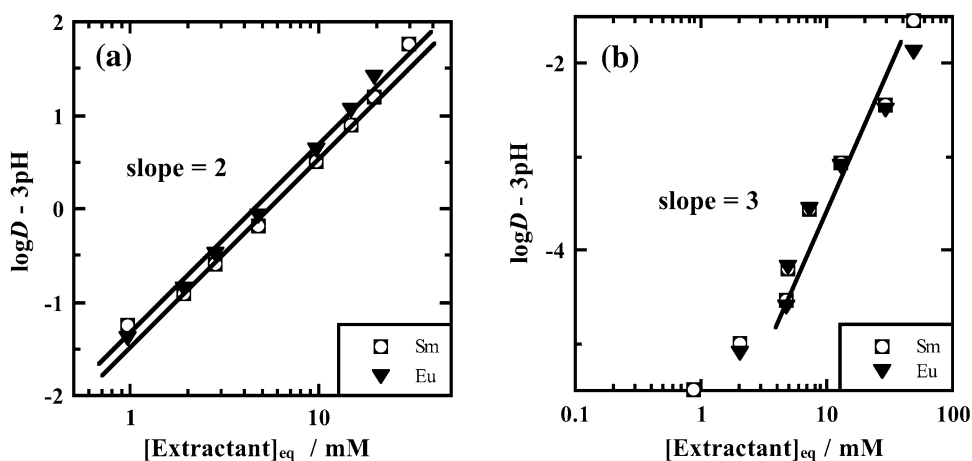 (a)
2
1
0
-1
-2
logD - 3pH
slope = 2
Sm
Eu
1
10
[Extractant]eq / mM
(b)
-2
-4
logD - 3pH
slope = 3
Sm
Eu
0.1
1
10
100
[Extractant]eq / mM